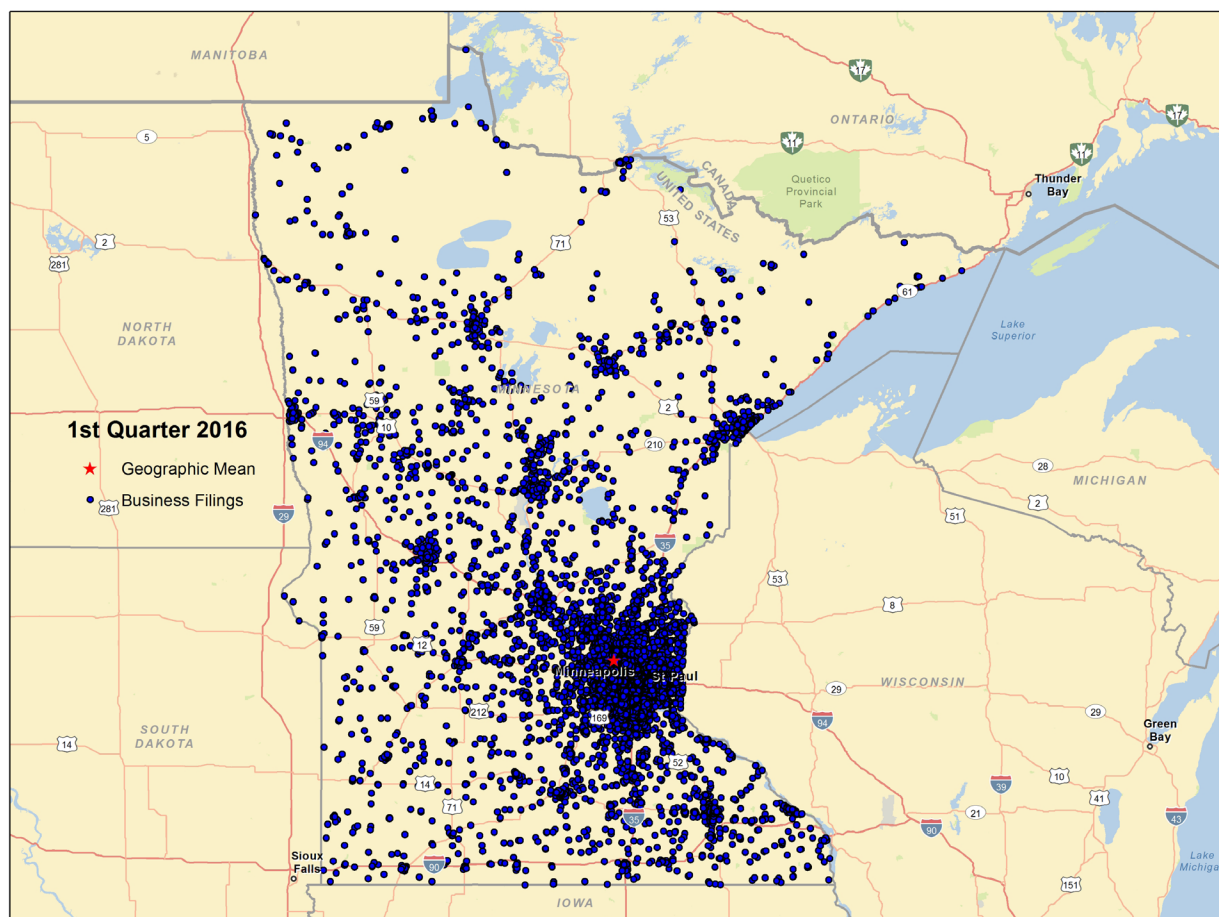 MANITOBA
17
17
ONTARIO
5
11
11
CANADA
UNITED STATES
Quetico
Provincial
Park
Thunder
Bay
53
2
71
281
61
NORTH
DAKOTA
Lake
Superior
MINNESOTA
59
2
1st Quarter 2016
10
94
210
Geographic Mean
28
MICHIGAN
Business Filings
281
2
29
51
35
53
8
59
12
Minneapolis
St Paul
WISCONSIN
29
212
169
94
29
Green
Bay
SOUTH
DAKOTA
14
52
10
14
39
41
71
35
21
43
90
Sioux
Falls
90
Lake
Michigan
151
IOWA